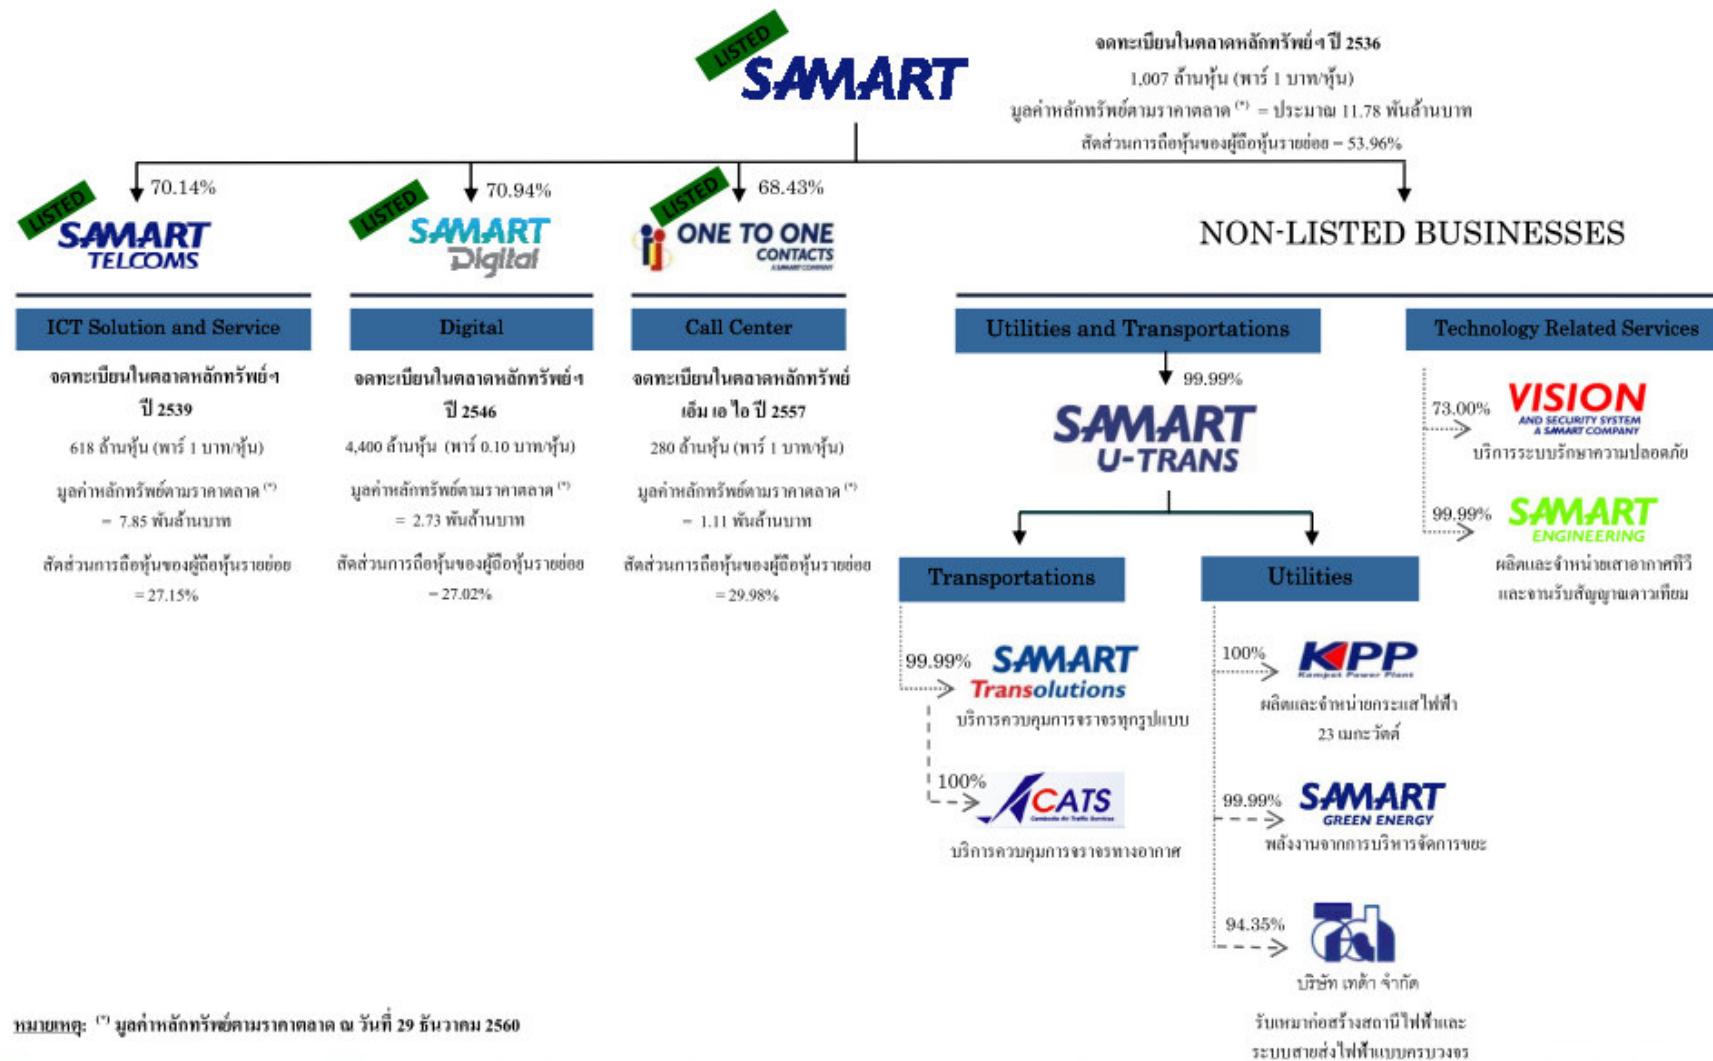 LISTED
SAMART
จดทะเบียนในตลาดหลักทรัพย์ฯ ปี 2536
1,007 ล้านหุ้น (พาร์ 1 บาท/หุ้น)
มูลค่าหลักทรัพย์ตามราคาตลาด (*) = ประมาณ 11.78 พันล้านบาท
สัดส่วนการถือหุ้นของผู้ถือหุ้นรายย่อย = 53.96%
LISTED
70.14%
SAMART
TELCOMS
ICT Solution and Service
จดทะเบียนในตลาดหลักทรัพย์ฯ
ปี 2539
618 ล้านหุ้น (พาร์ 1 บาท/หุ้น)
มูลค่าหลักทรัพย์ตามราคาตลาด (*)
= 7.85 พันล้านบาท
สัดส่วนการถือหุ้นของผู้ถือหุ้นรายย่อย
= 27.15%
LISTED
70.94%
SAMART
Digital
Digital
จดทะเบียนในตลาดหลักทรัพย์ฯ
ปี 2546
4,400 ล้านหุ้น (พาร์ 0.10 บาท/หุ้น)
มูลค่าหลักทรัพย์ตามราคาตลาด (*)
= 2.73 พันล้านบาท
สัดส่วนการถือหุ้นของผู้ถือหุ้นรายย่อย
= 27.02%
LISTED
68.43%
ONE TO ONE
CONTACTS
A SAMART COMPANY
Call Center
จดทะเบียนในตลาดหลักทรัพย์
เอ็ม เอ ไอ ปี 2557
280 ล้านหุ้น (พาร์ 1 บาท/หุ้น)
มูลค่าหลักทรัพย์ตามราคาตลาด (*)
= 1.11 พันล้านบาท
สัดส่วนการถือหุ้นของผู้ถือหุ้นรายย่อย
= 29.98%
NON-LISTED BUSINESSES
Utilities and Transportations
99.99%
SAMART
U-TRANS
Transportations
99.99%
SAMART
Transolutions
บริการควบคุมการจราจรทุกรูปแบบ
100%
CATS
Cambodia Air Traffic Services
บริการควบคุมการจราจรทางอากาศ
Utilities
100%
KPP
Kampot Power Plant
ผลิตและจำหน่ายกระแสไฟฟ้า
23 เมกะวัตต์
99.99%
SAMART
GREEN ENERGY
พลังงานจากการบริหารจัดการขยะ
94.35%
บริษัท เทด้า จำกัด
รับเหมาก่อสร้างสถานีไฟฟ้าและ
ระบบสายส่งไฟฟ้าแบบครบวงจร
Technology Related Services
73.00%
VISION
AND SECURITY SYSTEM
A SAMART COMPANY
บริการระบบรักษาความปลอดภัย
99.99%
SAMART
ENGINEERING
ผลิตและจำหน่ายเสาอากาศทีวี
และจานรับสัญญาณดาวเทียม
หมายเหตุ: (*) มูลค่าหลักทรัพย์ตามราคาตลาด ณ วันที่ 29 ธันวาคม 2560